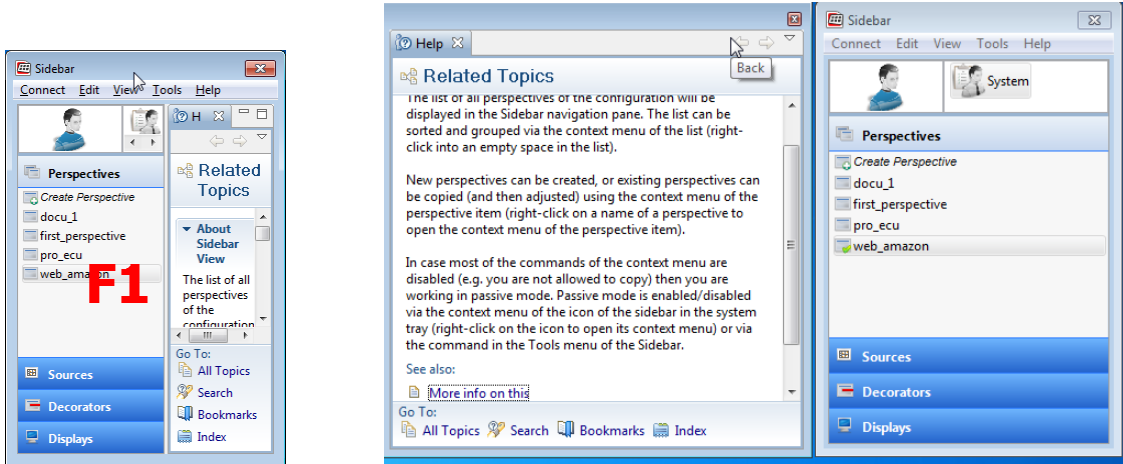 Sidebar
Connect Edit View Tools Help
H
Perspectives
Create Perspective
docu_1
first_perspective
pro_ecu
web_amazon
F1
Sources
Decorators
Displays
Related
Topics
About
Sidebar
View
The list of all
perspectives
of the
configuration
Go To:
All Topics
Search
Bookmarks
Index
Help
Back
Related Topics
The list of all perspectives of the configuration will be
displayed in the Sidebar navigation pane. The list can be
sorted and grouped via the context menu of the list (right-
click into an empty space in the list).
New perspectives can be created, or existing perspectives can
be copied (and then adjusted) using the context menu of the
perspective item (right-click on a name of a perspective to
open the context menu of the perspective item).
In case most of the commands of the context menu are
disabled (e.g. you are not allowed to copy) then you are
working in passive mode. Passive mode is enabled/disabled
via the context menu of the icon of the sidebar in the system
tray (right-click on the icon to open its context menu) or via
the command in the Tools menu of the Sidebar.
See also:
More info on this
Go To:
All Topics Search Bookmarks Index
Sidebar
Connect Edit View Tools Help
System
Perspectives
Create Perspective
docu_1
first_perspective
pro_ecu
web_amazon
Sources
Decorators
Displays